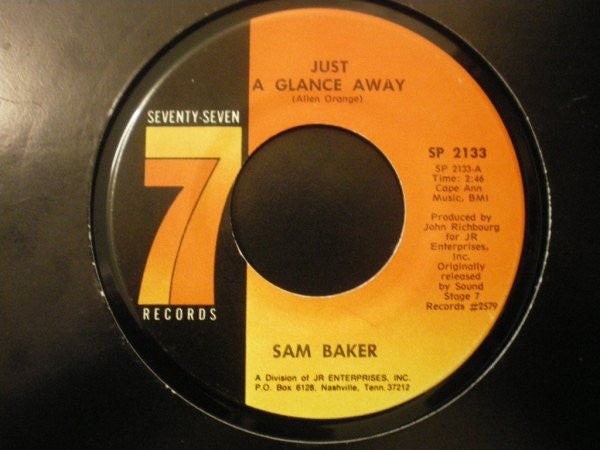 JUST
A GLANCE AWAY
(Allen Orange)
SEVENTY-SEVEN
7
RECORDS
SP 2133
SP 2133-A
Time: 2:46
Cape Ann
Music, BMI
Produced by
John Richbourg
for JR
Enterprises,
Inc.
Originally
released
by Sound
Stage 7
Records #2579
SAM BAKER
A Division of JR ENTERPRISES, INC.
P.O. Box 6128, Nashville, Tenn. 37212